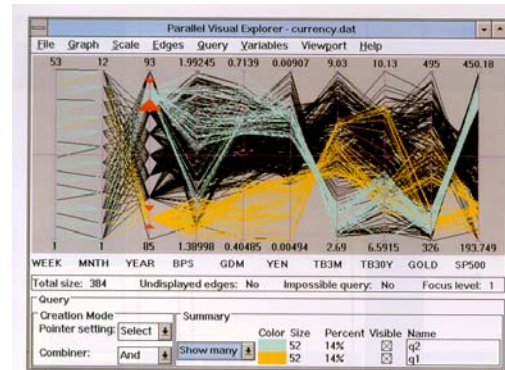 Parallel Visual Explorer - currency.dat
File Graph Scale Edges Query Variables Viewport Help
53 12 93 1.99245 0.7139 0.00907 9.03 10.13 495 450.18
1 1 85 1.38998 0.40485 0.00494 2.69 6.5915 326 193.749
WEEK MNTH YEAR BPS GDM YEN TB3M TB30Y GOLD SP500
Total size: 384 Undisplayed edges: No Impossible query: No Focus level: 1
Query
Creation Mode
Pointer setting: Select
Combiner: And
Summary
Show many
Color Size Percent Visible Name
52 14% q2
52 14% q1